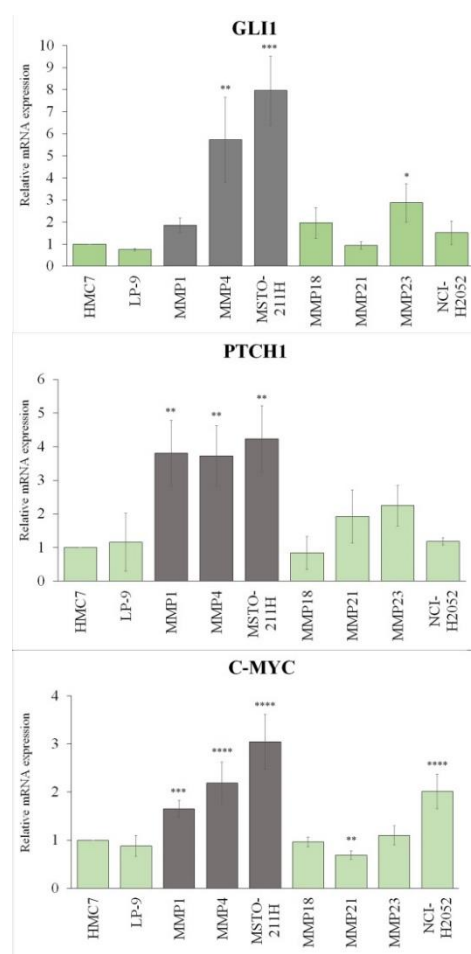 GLI1
Relative mRNA expression
10
9
8
7
6
5
4
3
2
1
0
**
***
*
HMC7
LP-9
MMP1
MMP4
MSTO-
211H
MMP18
MMP21
MMP23
NCI-
H2052
PTCH1
Relative mRNA expression
6
5
4
3
2
1
0
**
**
**
HMC7
LP-9
MMP1
MMP4
MSTO-
211H
MMP18
MMP21
MMP23
NCI-
H2052
C-MYC
Relative mRNA expression
4
3
2
1
0
***
****
****
**
****
HMC7
LP-9
MMP1
MMP4
MSTO-
211H
MMP18
MMP21
MMP23
NCI-
H2052